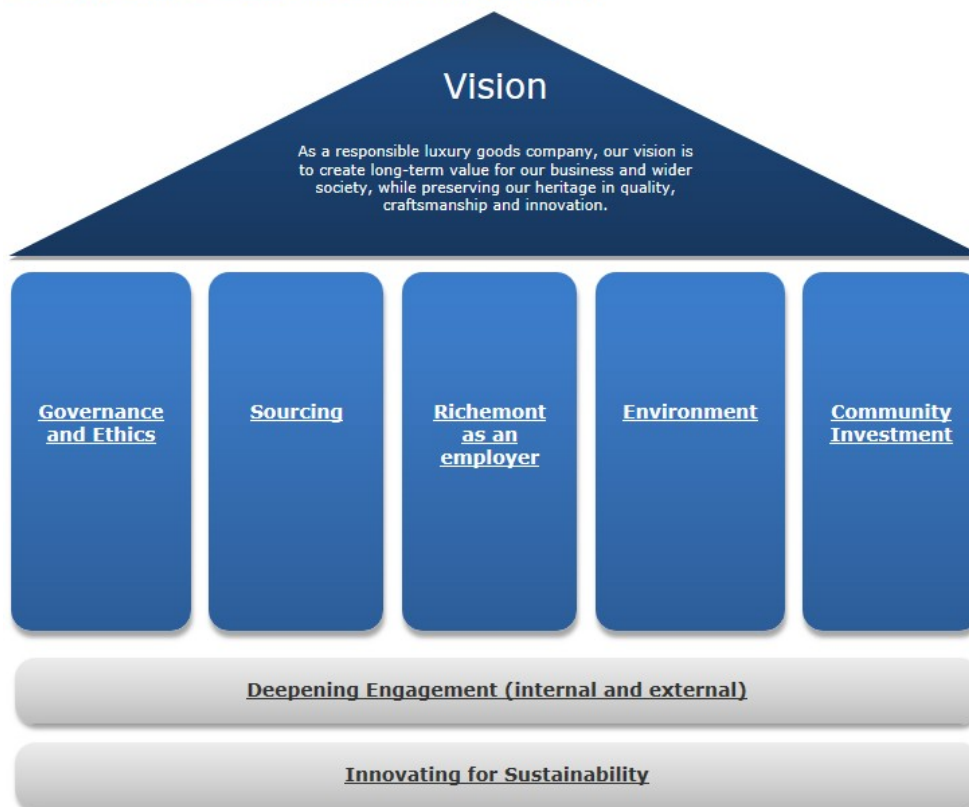 Vision
As a responsible luxury goods company, our vision is
to create long-term value for our business and wider
society, while preserving our heritage in quality,
craftsmanship and innovation.
Governance
and Ethics
Sourcing
Richemont
as an
employer
Environment
Community
Investment
Deepening Engagement (internal and external)
Innovating for Sustainability